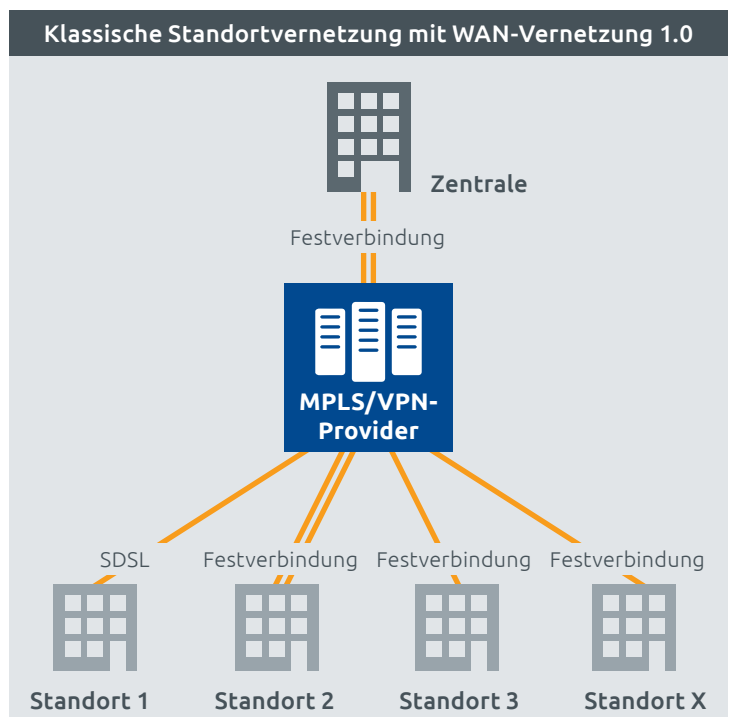 Klassische Standortvernetzung mit WAN-Vernetzung 1.0
Zentrale
Festverbindung
MPLS/VPN-
Provider
SDSL
Festverbindung
Festverbindung
Festverbindung
Standort 1
Standort 2
Standort 3
Standort X